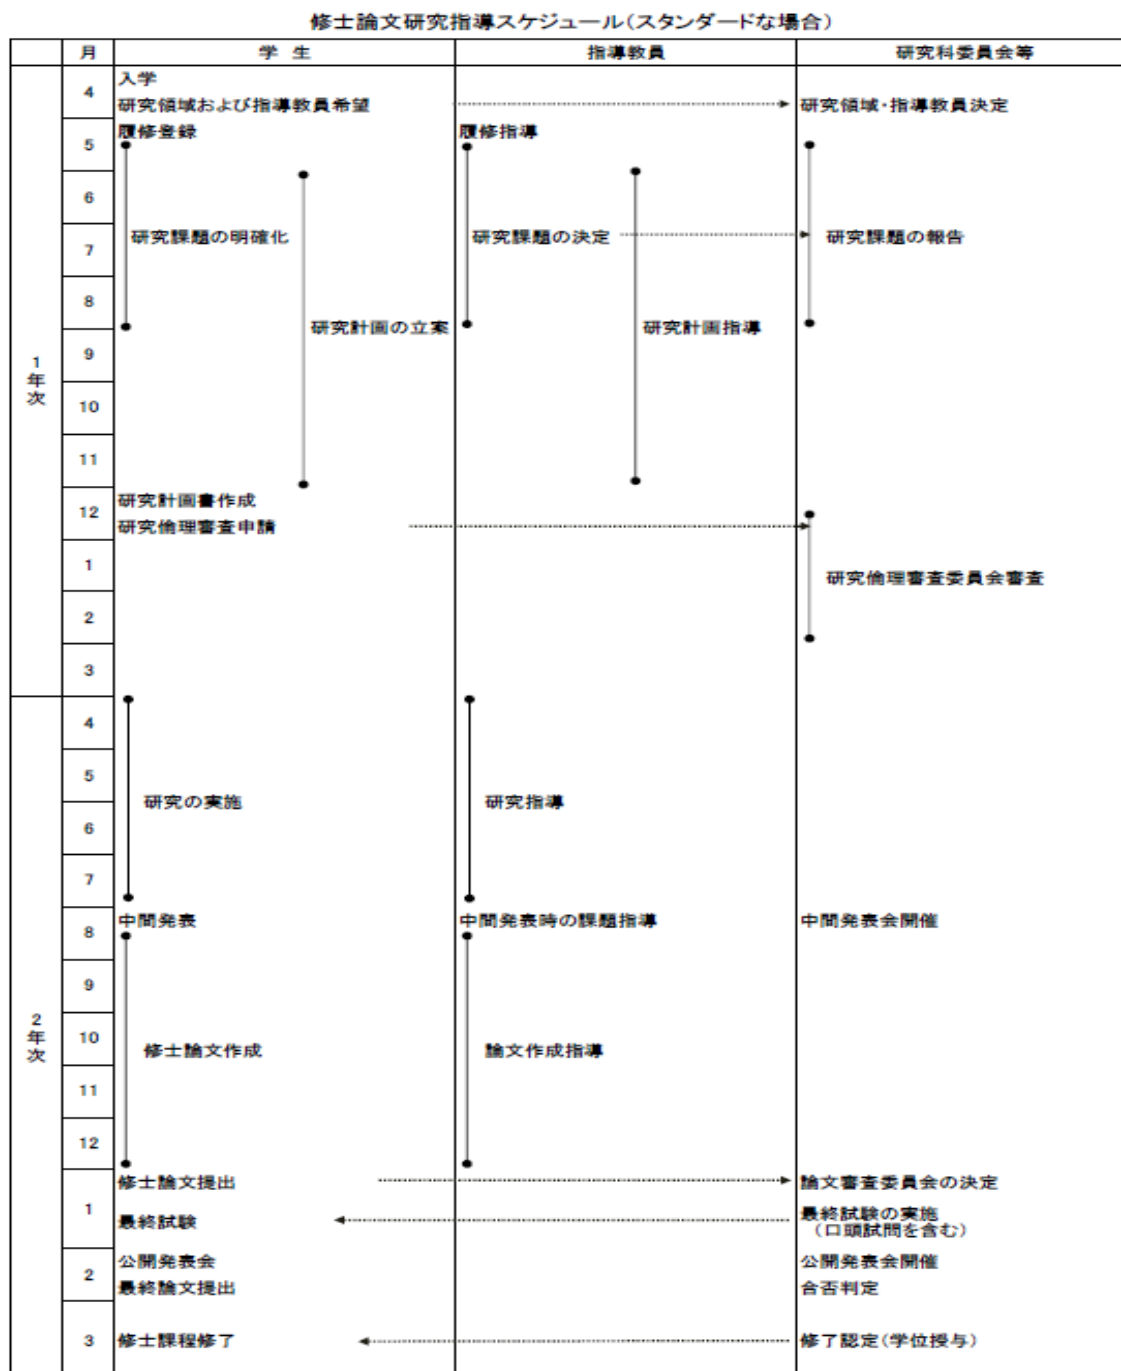 修士論文研究指導スケジュール(スタンダードな場合)
月 学 生 指導教員 研究科委員会等
1年次
4 入学
研究領域および指導教員希望 研究領域・指導教員決定
5 履修登録 履修指導
6
7 研究課題の明確化 研究課題の決定 研究課題の報告
8
研究計画の立案 研究計画指導
9
10
11
12 研究計画書作成
研究倫理審査申請
1 研究倫理審査委員会審査
2
3
2年次
4
5
6 研究の実施 研究指導
7
8 中間発表 中間発表時の課題指導 中間発表会開催
9
10 修士論文作成 論文作成指導
11
12
1 修士論文提出 論文審査委員会の決定
最終試験 最終試験の実施
(口頭試問を含む)
2 公開発表会 公開発表会開催
最終論文提出 合否判定
3 修士課程修了 修了認定(学位授与)